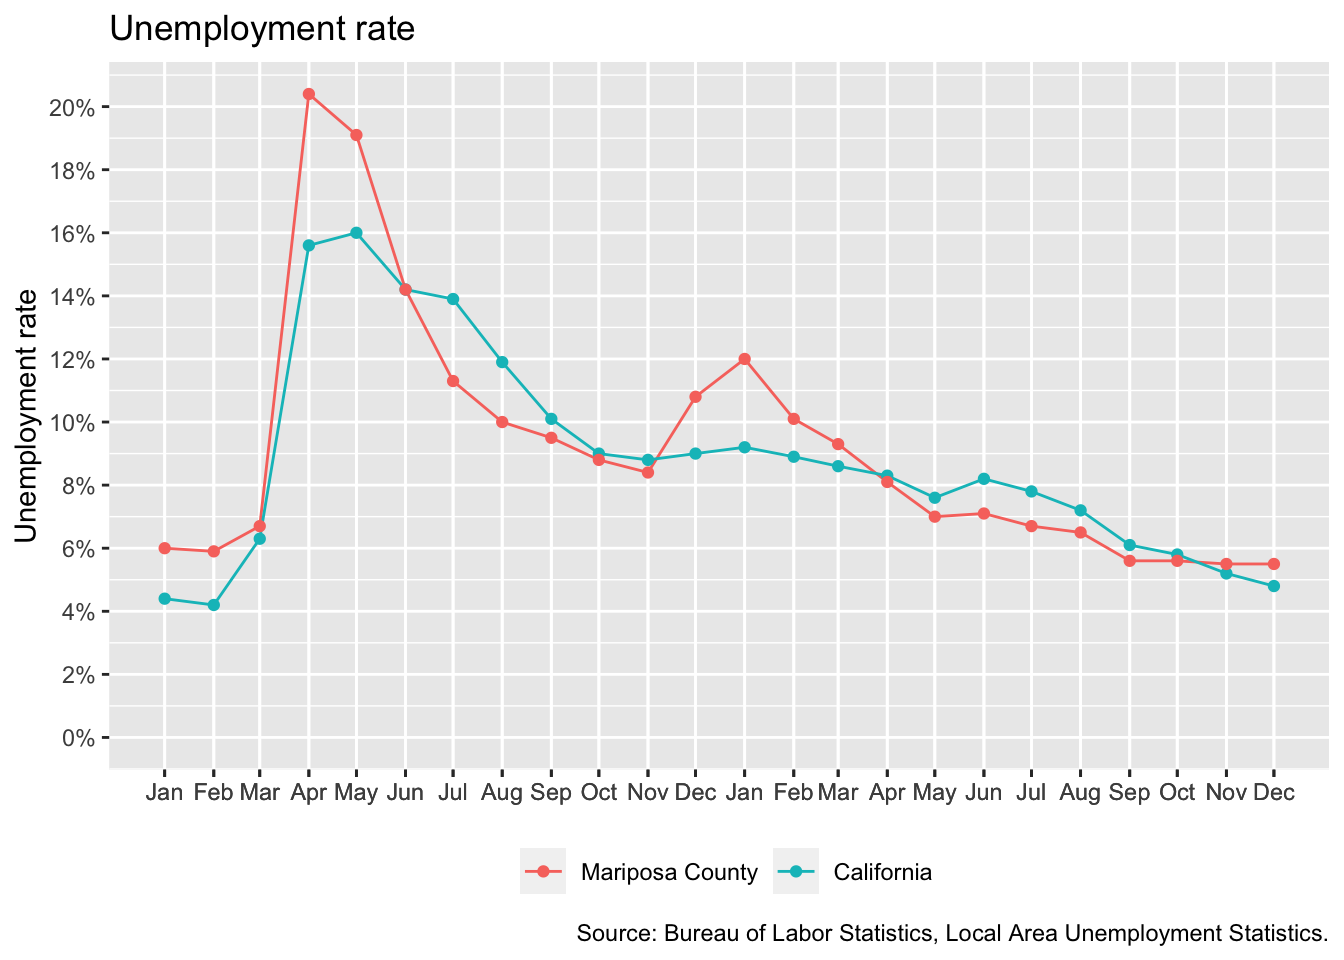 Unemployment rate
Unemployment rate
20%
18%
16%
14%
12%
10%
8%
6%
4%
2%
0%
Jan Feb Mar Apr May Jun Jul Aug Sep Oct Nov Dec Jan Feb Mar Apr May Jun Jul Aug Sep Oct Nov Dec
Mariposa County California
Source: Bureau of Labor Statistics, Local Area Unemployment Statistics.